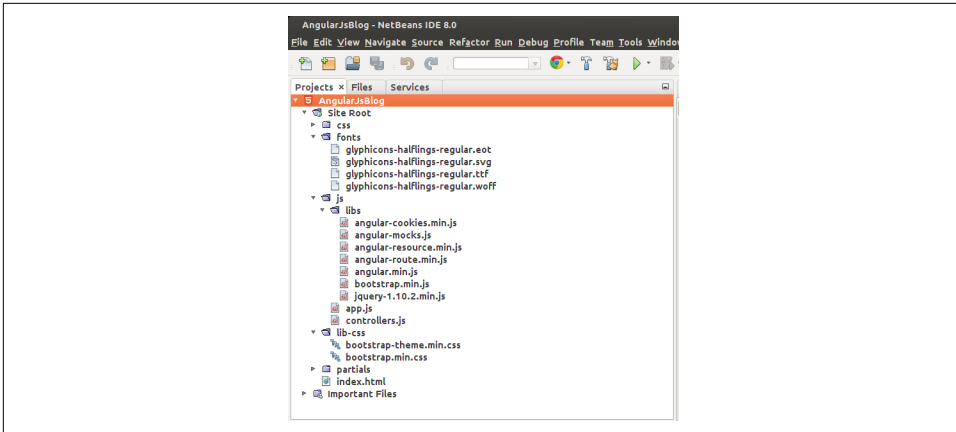 AngularJsBlog - NetBeans IDE 8.0
File Edit View Navigate Source Refactor Run Debug Profile Team Tools Window
Projects × Files Services
AngularJsBlog
Site Root
css
fonts
glyphicons-halflings-regular.eot
glyphicons-halflings-regular.svg
glyphicons-halflings-regular.ttf
glyphicons-halflings-regular.woff
js
libs
angular-cookies.min.js
angular-mocks.js
angular-resource.min.js
angular-route.min.js
angular.min.js
bootstrap.min.js
jquery-1.10.2.min.js
app.js
controllers.js
lib-css
bootstrap-theme.min.css
bootstrap.min.css
partials
index.html
Important Files